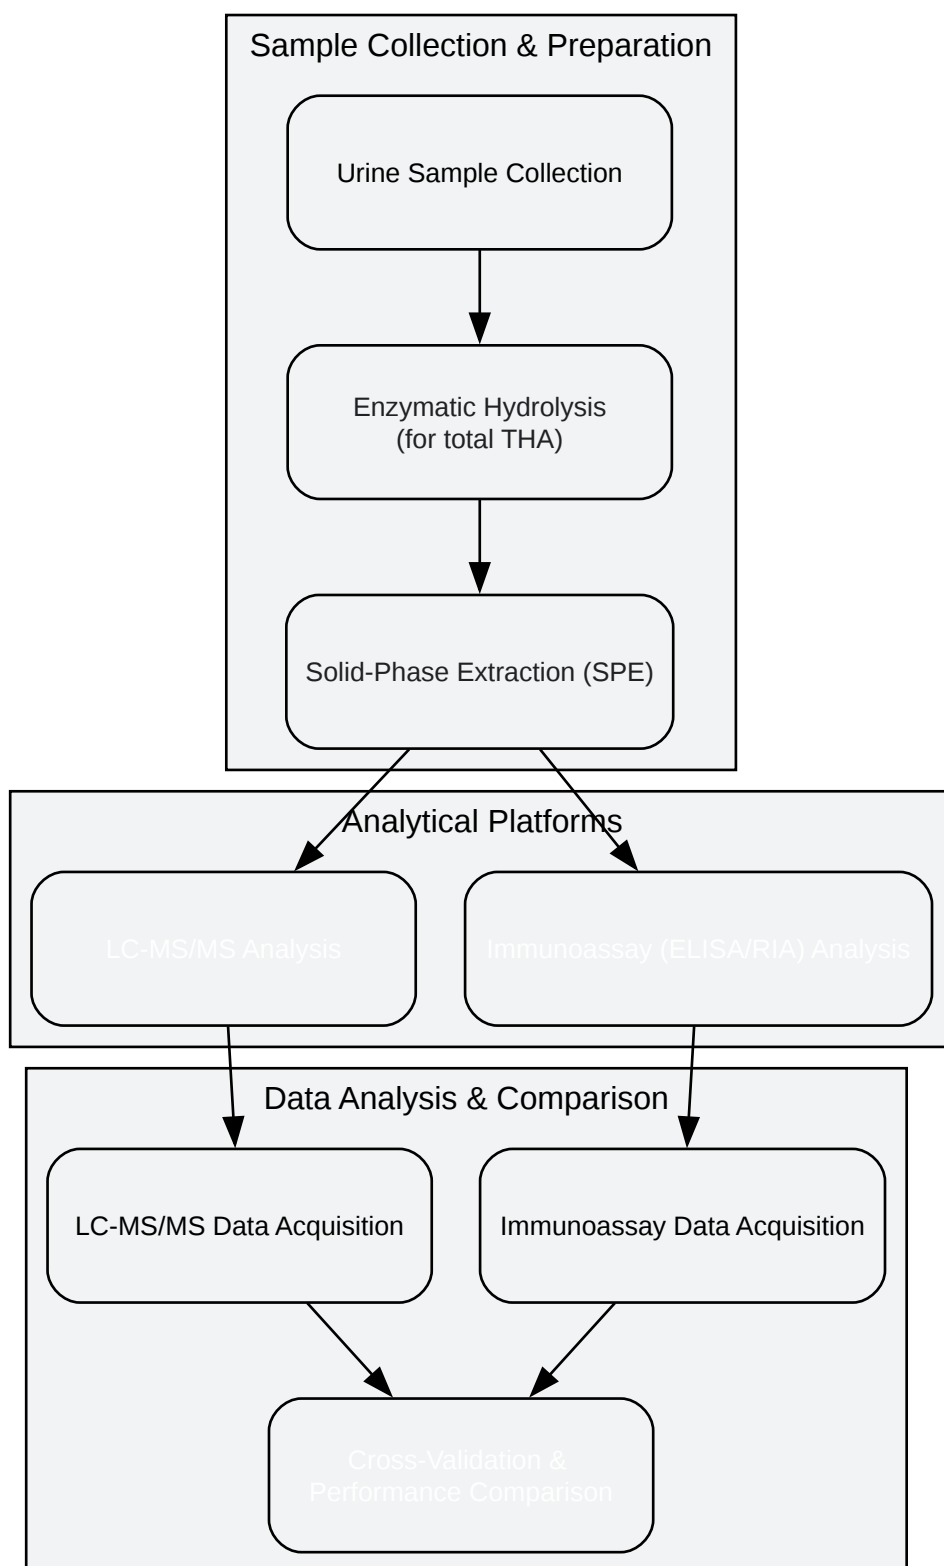 Sample Collection & Preparation
Urine Sample Collection
Enzymatic Hydrolysis
(for total THA)
Solid-Phase Extraction (SPE)
Analytical Platforms
LC-MS/MS Analysis
Immunoassay (ELISA/RIA) Analysis
Data Analysis & Comparison
LC-MS/MS Data Acquisition
Immunoassay Data Acquisition
Cross-Validation &
Performance Comparison